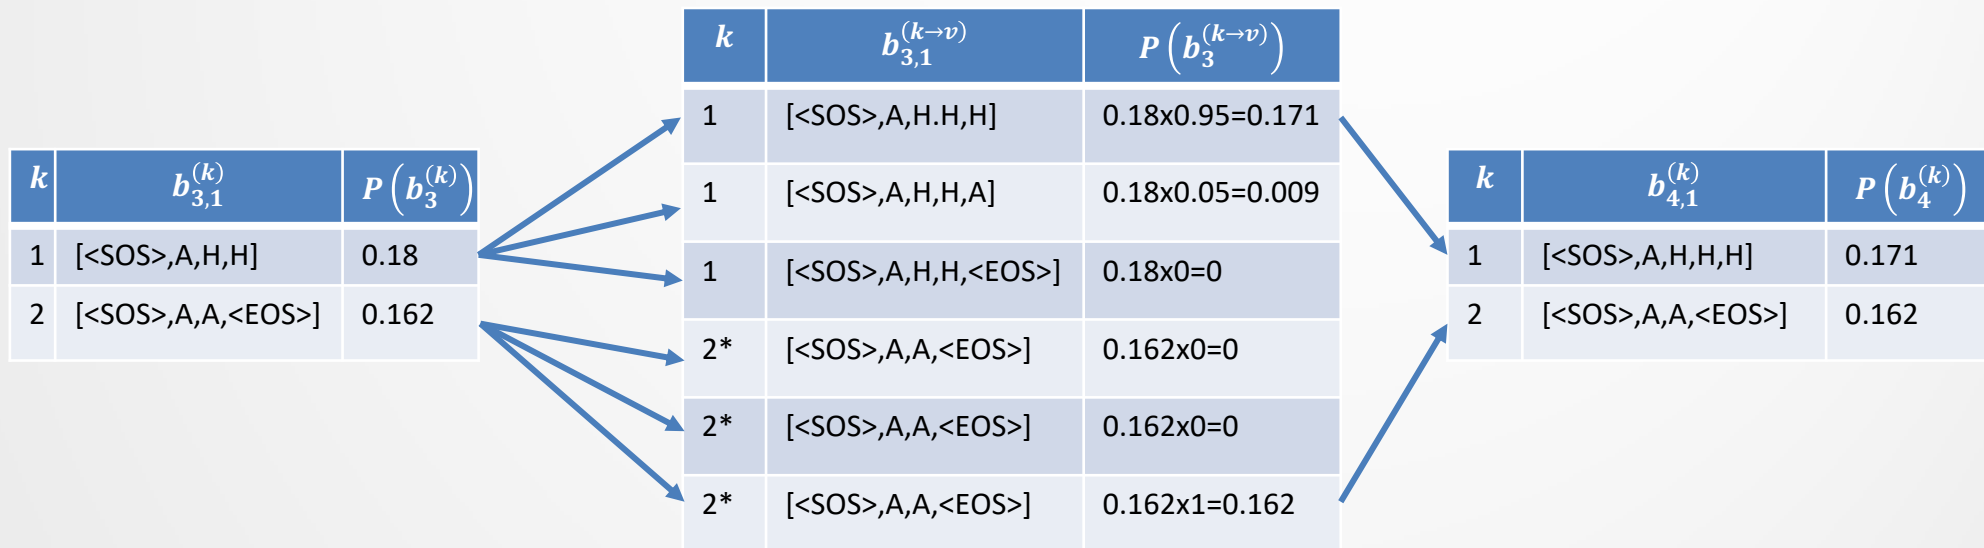 k b_{3,1}^{(k)} P(b_3^{(k)})
1 [<SOS>,A,H,H] 0.18
2 [<SOS>,A,A,<EOS>] 0.162
k b_{3,1}^{(k→v)} P(b_3^{(k→v)})
1 [<SOS>,A,H.H,H] 0.18x0.95=0.171
1 [<SOS>,A,H,H,A] 0.18x0.05=0.009
1 [<SOS>,A,H,H,<EOS>] 0.18x0=0
2* [<SOS>,A,A,<EOS>] 0.162x0=0
2* [<SOS>,A,A,<EOS>] 0.162x0=0
2* [<SOS>,A,A,<EOS>] 0.162x1=0.162
k b_{4,1}^{(k)} P(b_4^{(k)})
1 [<SOS>,A,H,H,H] 0.171
2 [<SOS>,A,A,<EOS>] 0.162